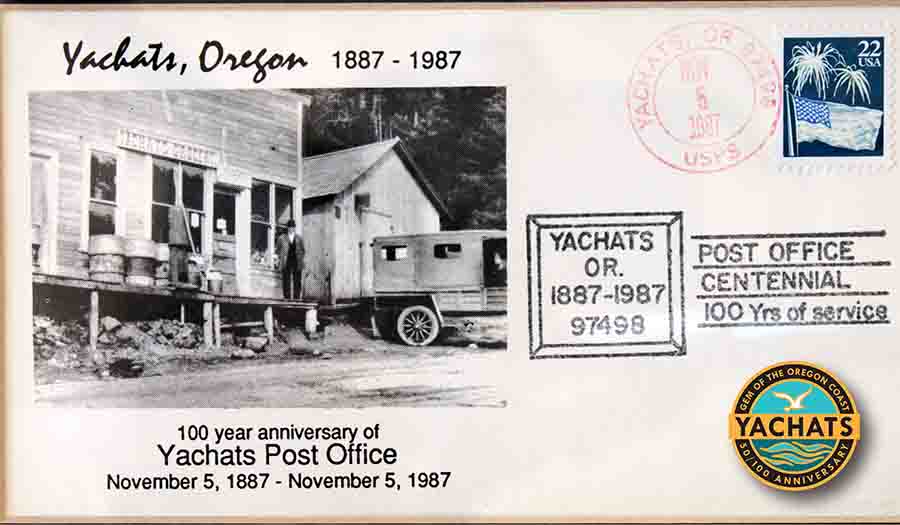 Yachats, Oregon 1887 - 1987
YACHATS, OR 97498
NOV
5
1987
USPS
22
USA
YACHATS
OR.
1887-1987
97498
POST OFFICE
CENTENNIAL
100 Yrs of service
100 year anniversary of
Yachats Post Office
November 5, 1887 - November 5, 1987
GEM OF THE OREGON COAST
YACHATS
50/100 ANNIVERSARY